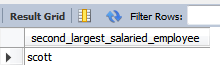 Result Grid Filter Rows:
second_largest_salaried_employee
scott